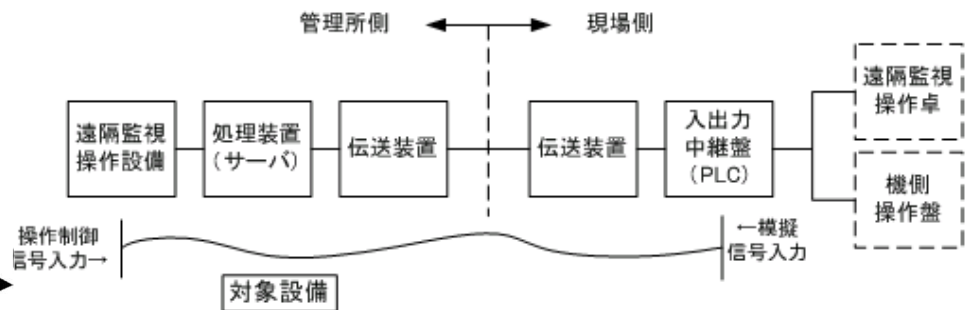 管理所側
現場側
遠隔監視
操作設備
処理装置
(サーバ)
伝送装置
伝送装置
入出力
中継盤
(PLC)
遠隔監視
操作卓
機側
操作盤
操作制御
信号入力→
←模擬
信号入力
対象設備